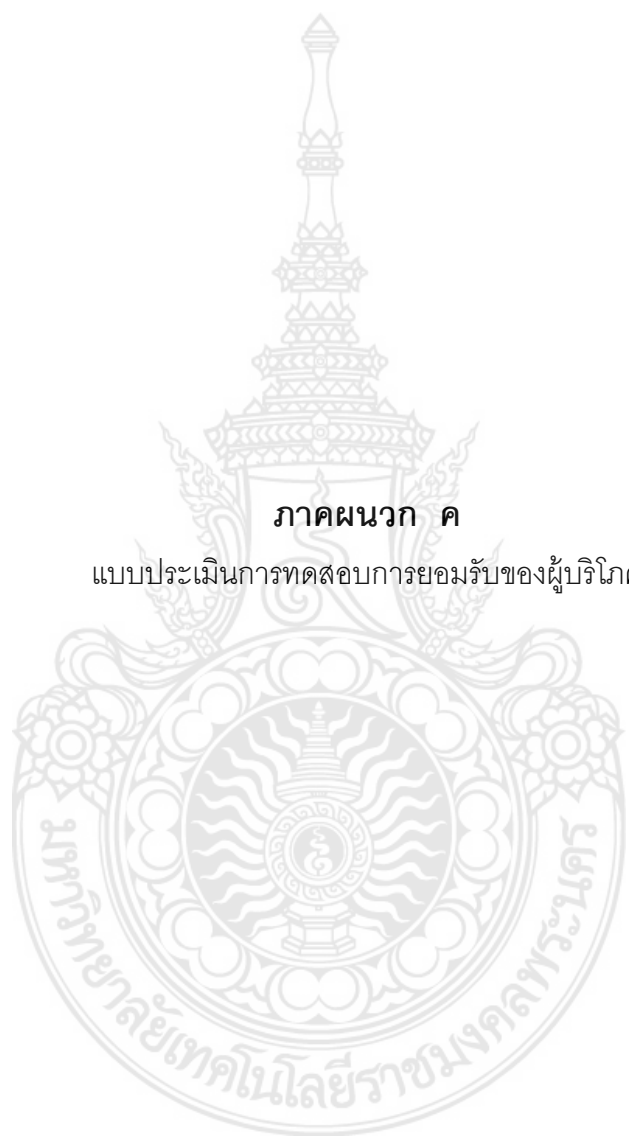 ภาคผนวก ค
แบบประเมินการทดสอบการยอมรับของผู้บริโภค
มหาวิทยาลัยเทคโนโลยีราชมงคลพระนคร